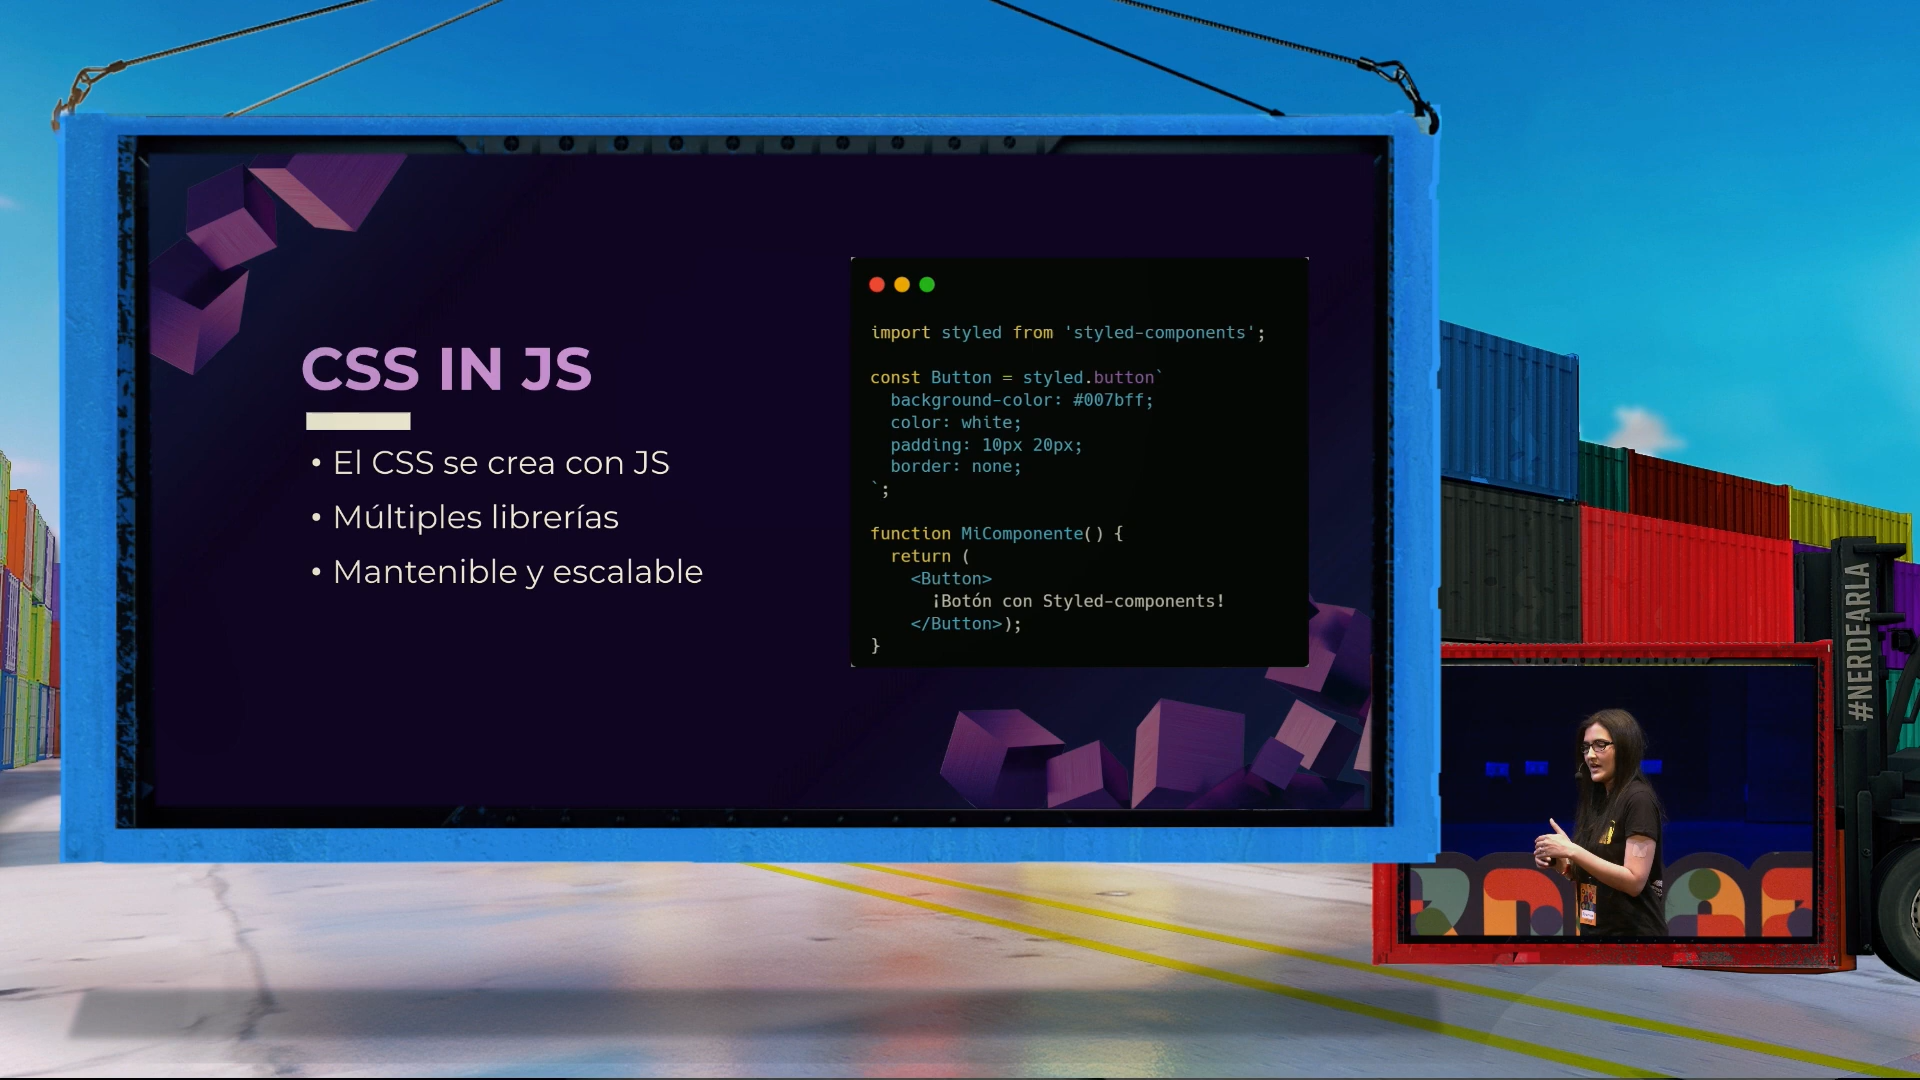 CSS IN JS
• El CSS se crea con JS
• Múltiples librerías
• Mantenible y escalable
import styled from 'styled-components';
const Button = styled.button`
background-color: #007bff;
color: white;
padding: 10px 20px;
border: none;
`;
function MiComponente() {
return (
<Button>
¡Botón con Styled-components!
</Button>);
}
#NERDEARLA